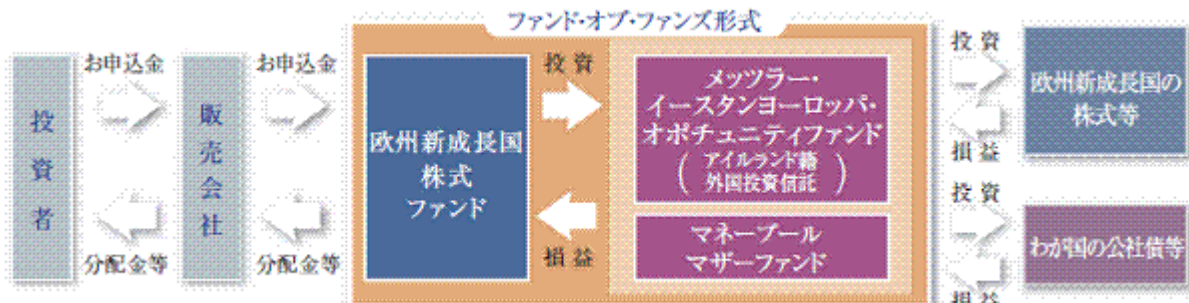 ファンド・オブ・ファンズ形式
投資者
お申込金
分配金等
販売会社
お申込金
分配金等
欧州新成長国
株式
ファンド
投資
損益
メッツラー・
イースタンヨーロッパ・
オポチュニティファンド
(アイルランド籍
外国投資信託)
マネープール
マザーファンド
投資
損益
欧州新成長国の
株式等
投資
損益
わが国の公社債等